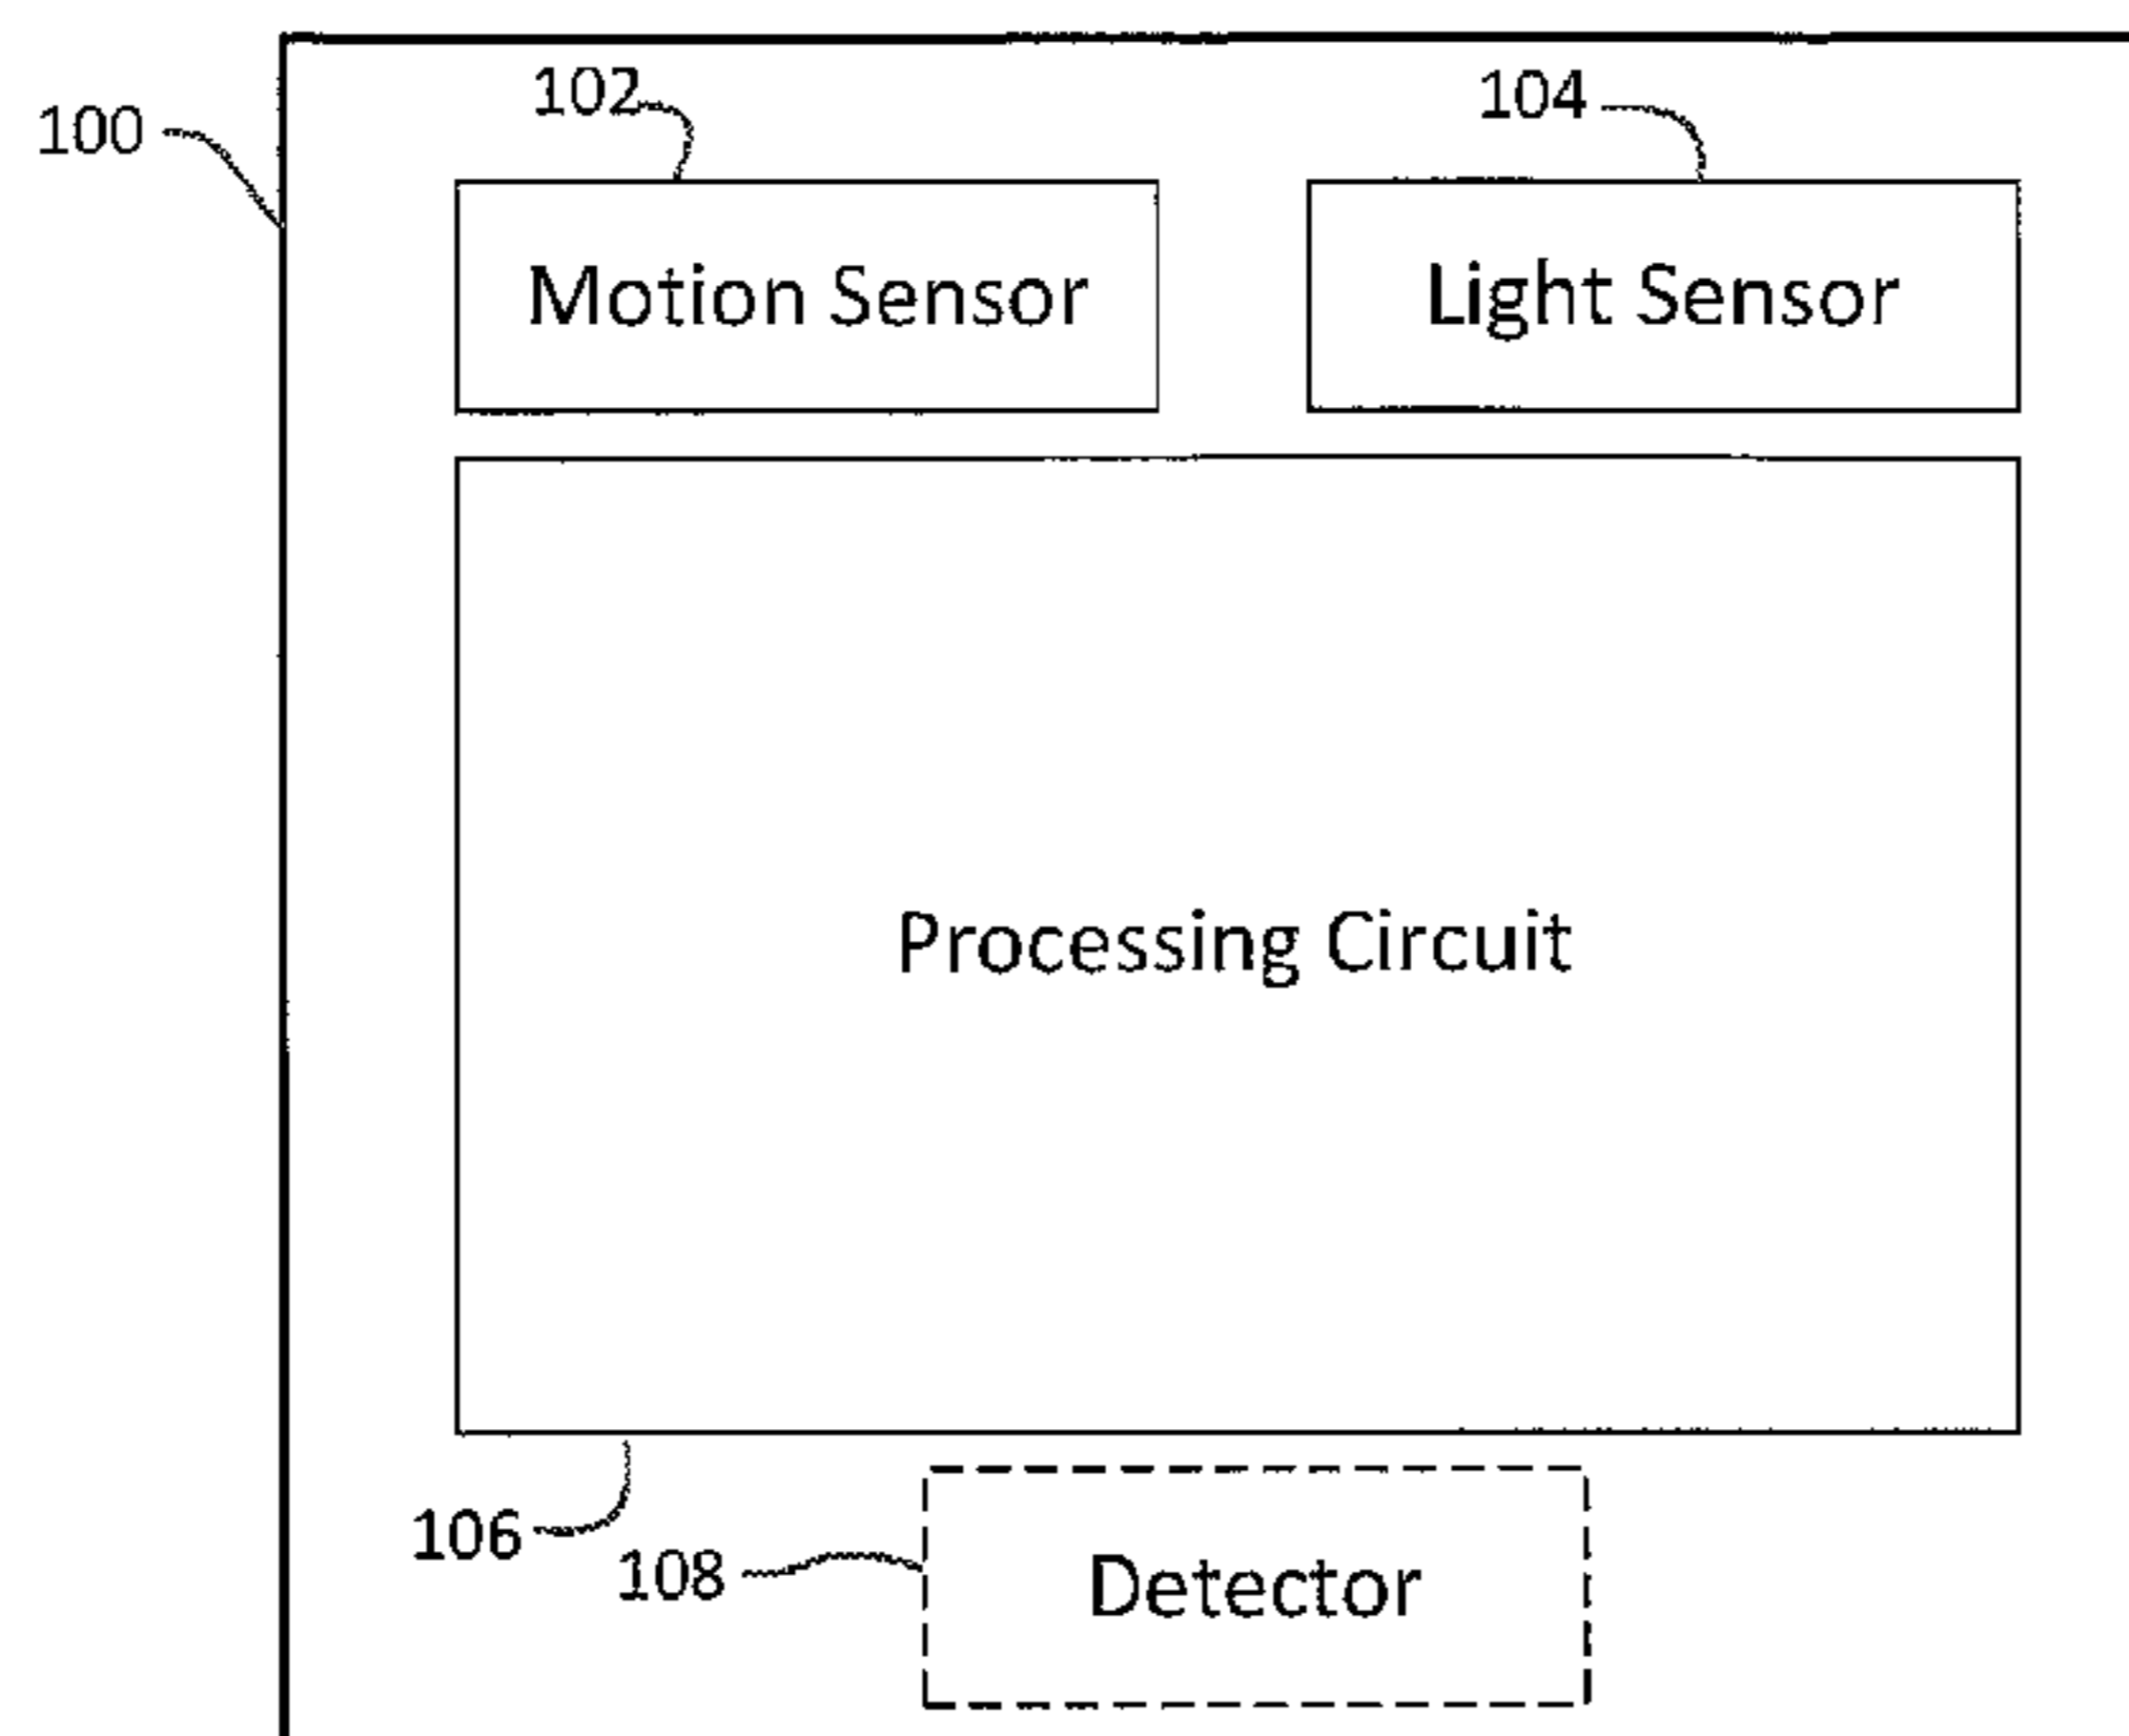 100
102
104
Motion Sensor
Light Sensor
Processing Circuit
106
108
Detector